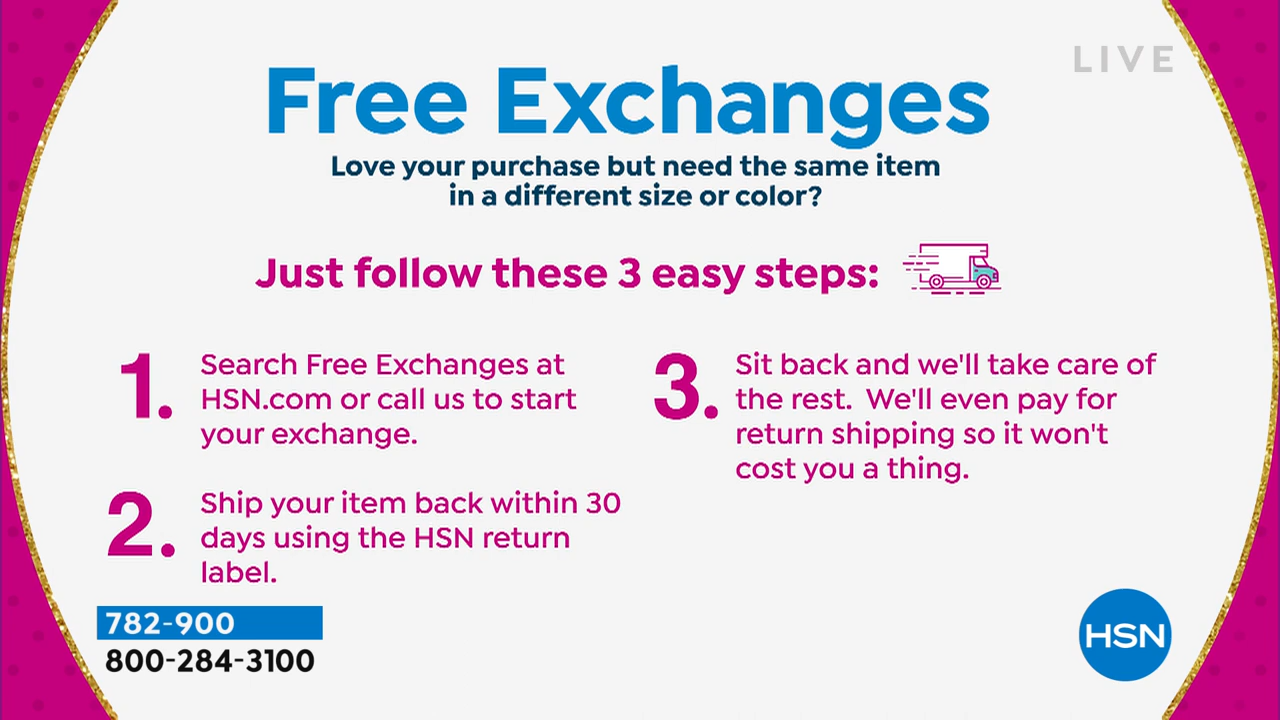 LIVE
Free Exchanges
Love your purchase but need the same item
in a different size or color?
Just follow these 3 easy steps:
1. Search Free Exchanges at
HSN.com or call us to start
your exchange.
2. Ship your item back within 30
days using the HSN return
label.
3. Sit back and we'll take care of
the rest. We'll even pay for
return shipping so it won't
cost you a thing.
782-900
800-284-3100
HSN